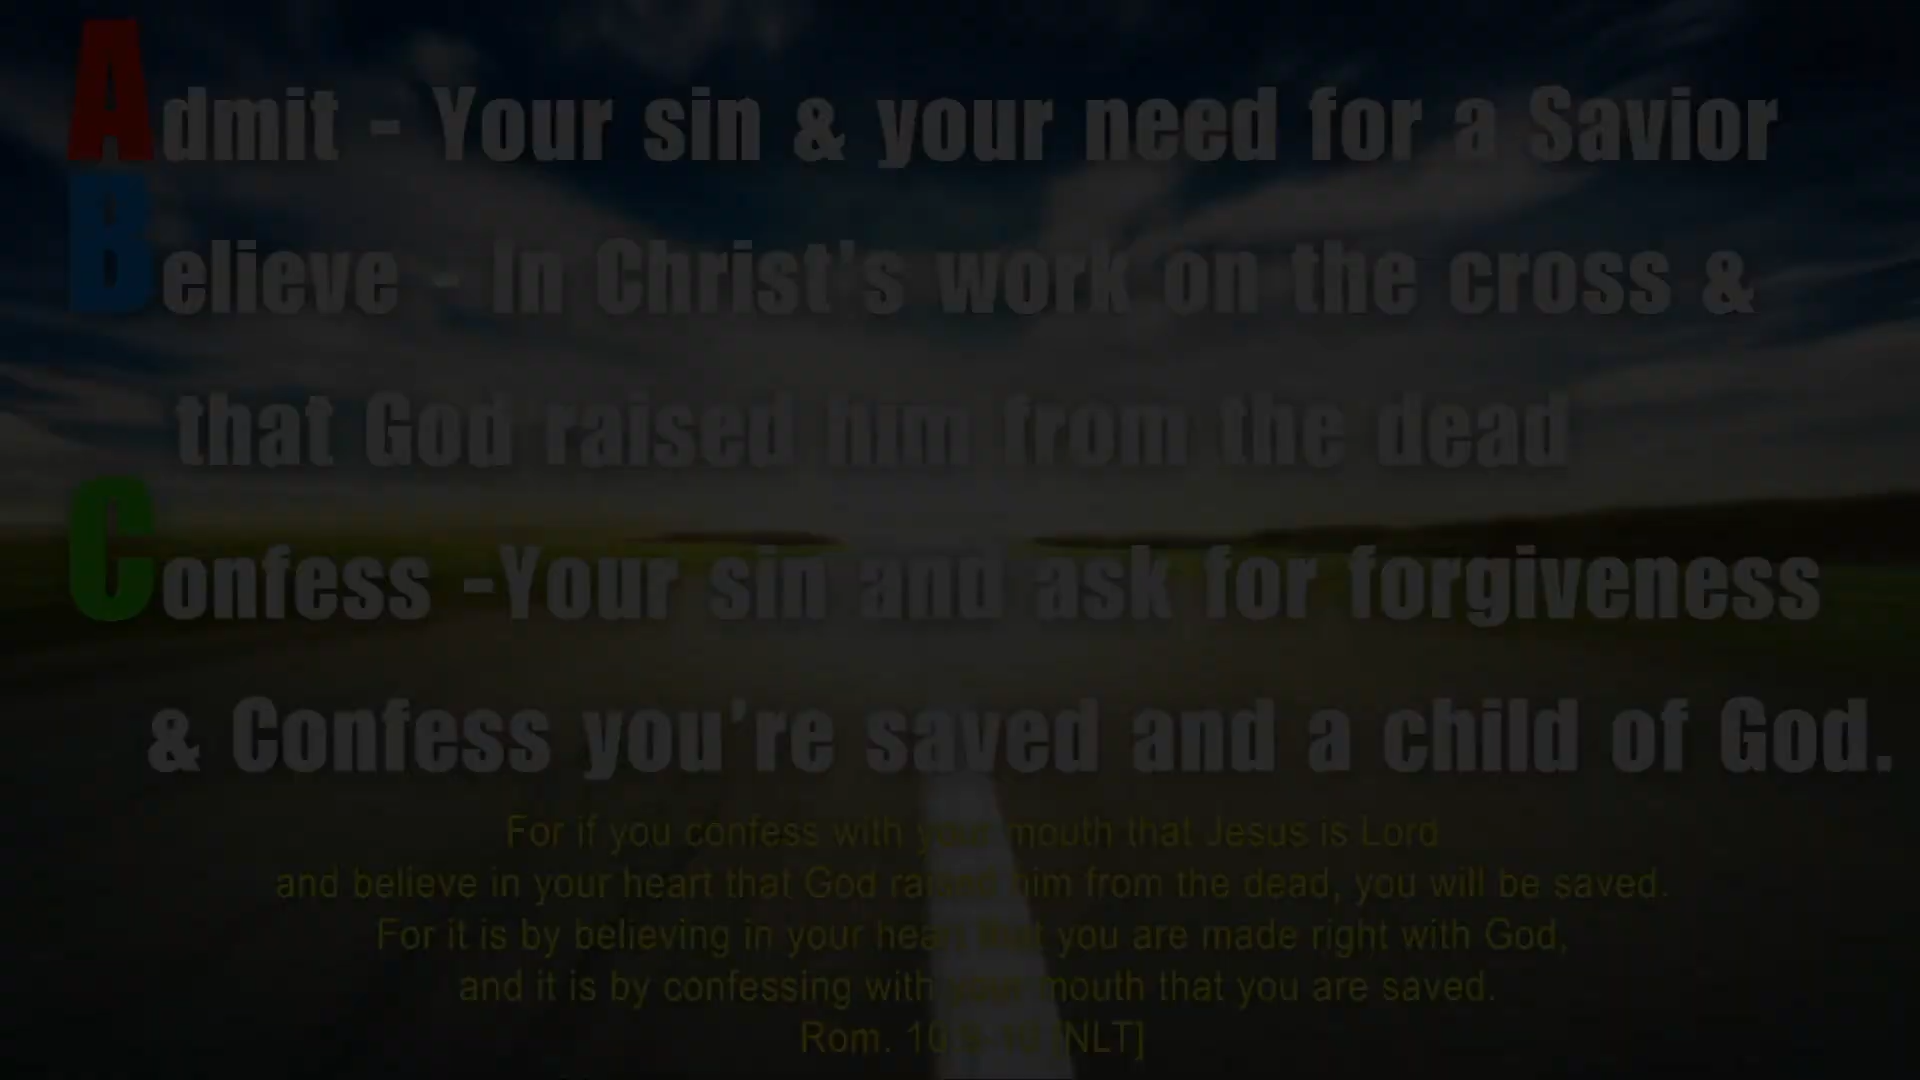 Admit - Your sin & your need for a Savior
Believe - In Christ's work on the cross &
that God raised him from the dead
Confess -Your sin and ask for forgiveness
& Confess you’re saved and a child of God.
For if you confess with your mouth that Jesus is Lord
and believe in your heart that God raised him from the dead, you will be saved.
For it is by believing in your heart that you are made right with God,
and it is by confessing with your mouth that you are saved.
Rom. 10:9-10 [NLT]